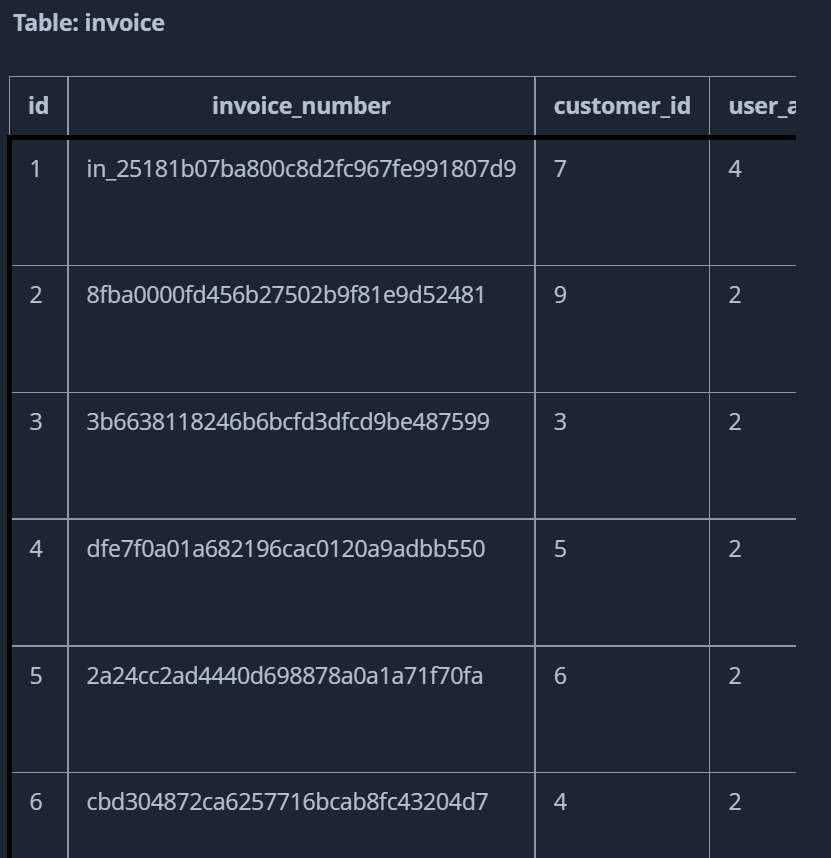 Table: invoice
id invoice_number customer_id user_a
1 in_25181b07ba800c8d2fc967fe991807d9 7 4
2 8fba0000fd456b27502b9f81e9d52481 9 2
3 3b6638118246b6bcfd3dfcd9be487599 3 2
4 dfe7f0a01a682196cac0120a9adbb550 5 2
5 2a24cc2ad4440d698878a0a1a71f70fa 6 2
6 cbd304872ca6257716bcab8fc43204d7 4 2